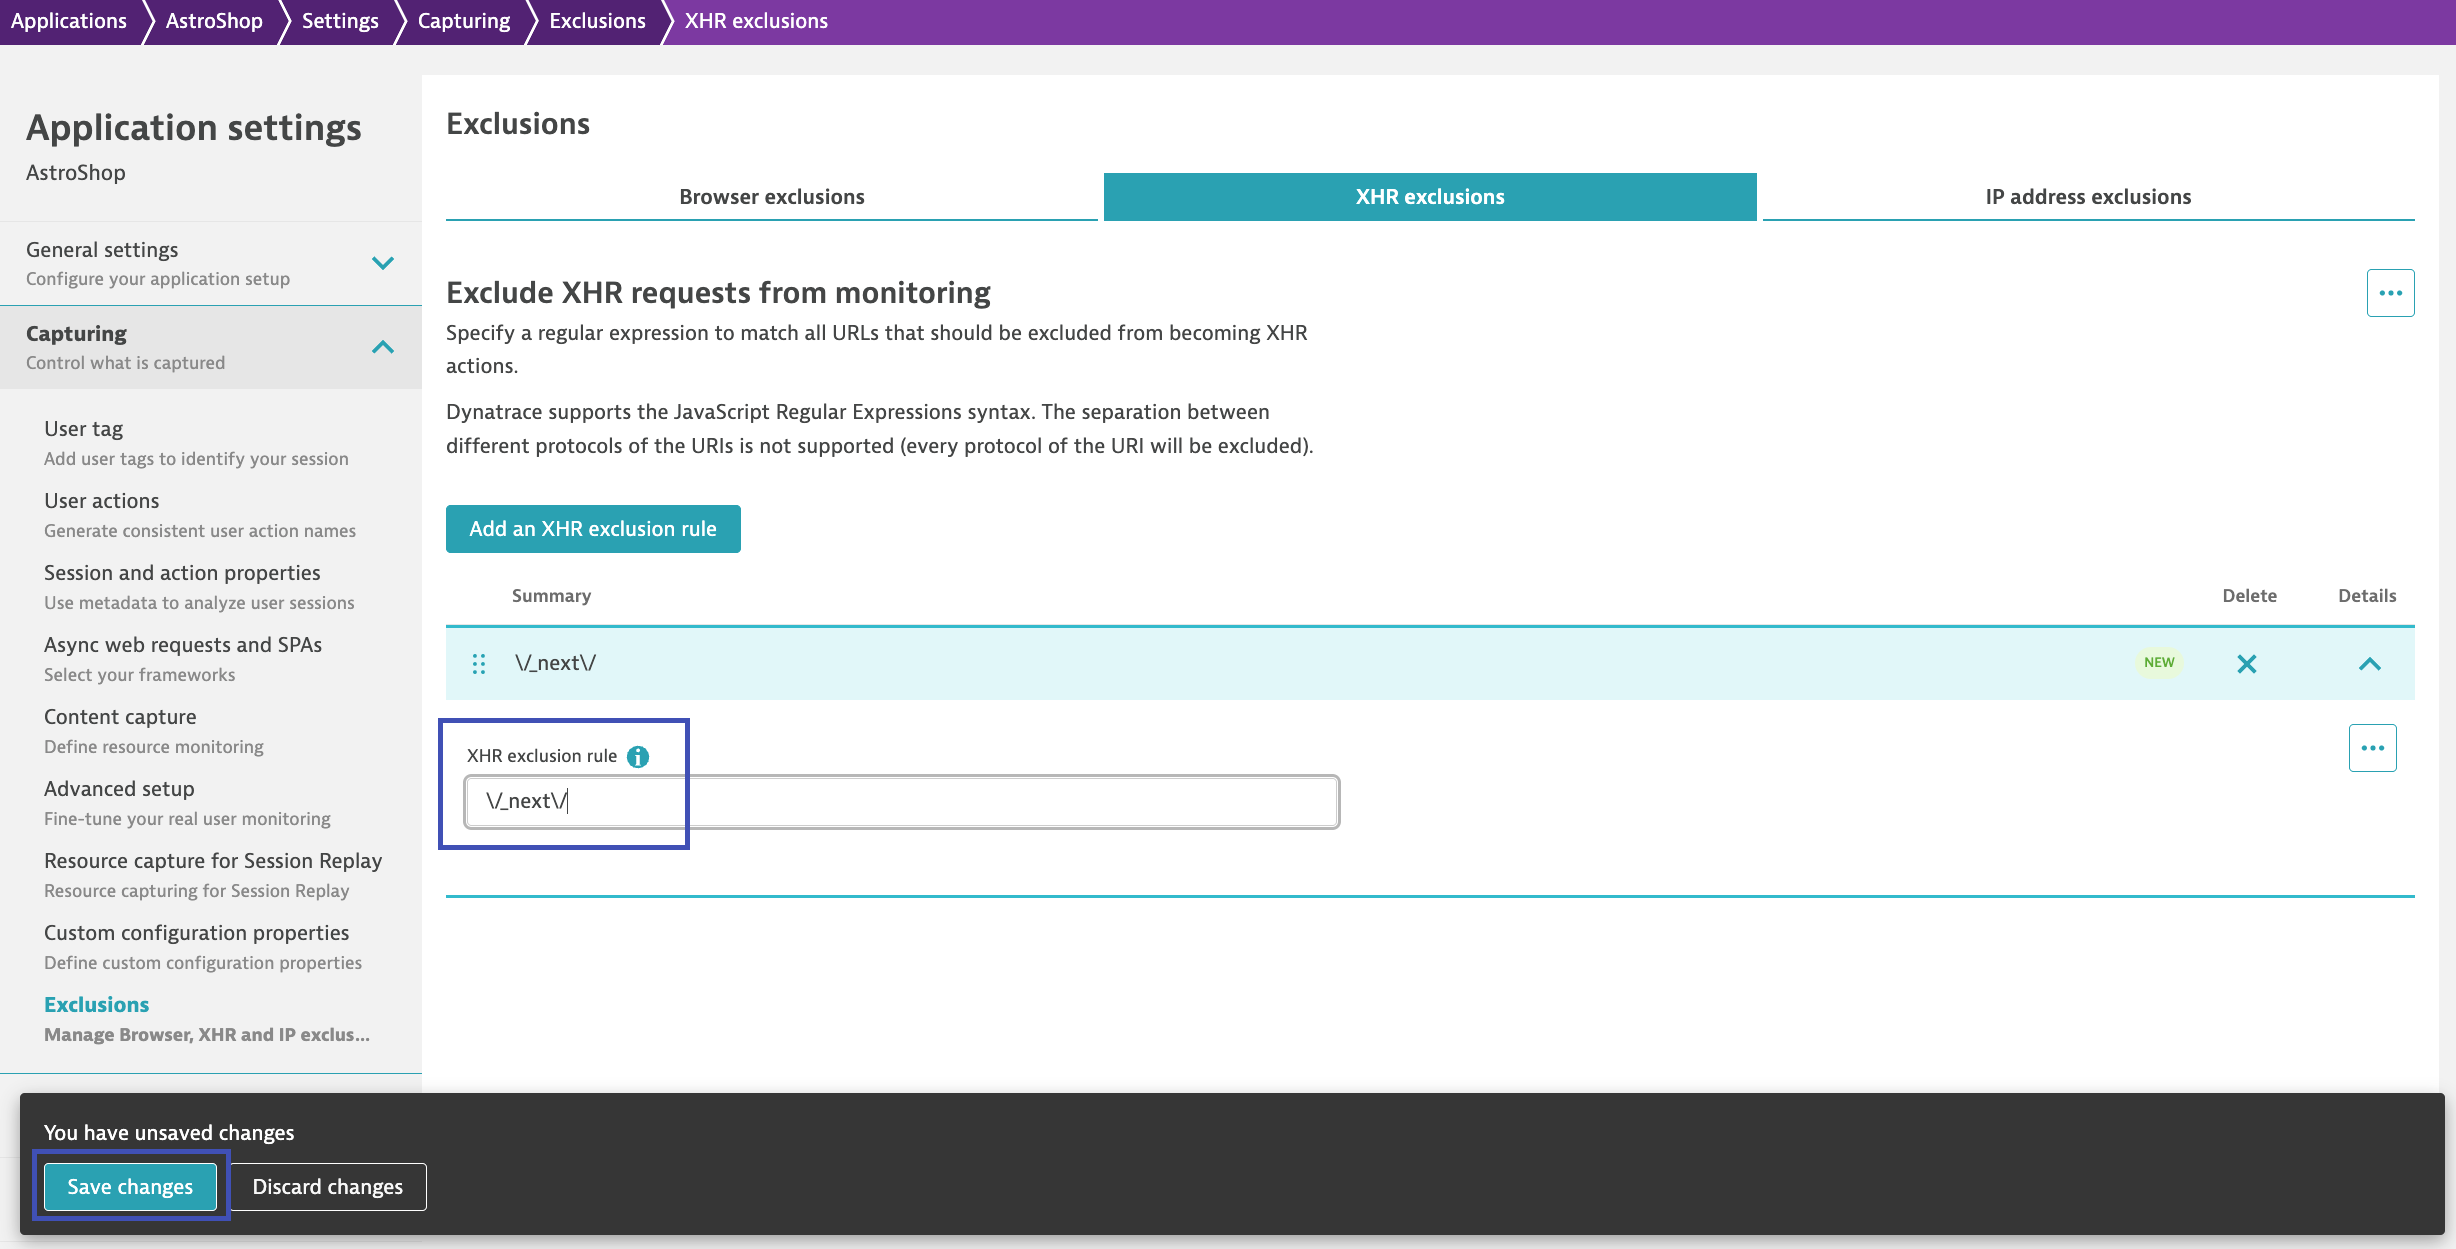 Applications
AstroShop
Settings
Capturing
Exclusions
XHR exclusions
Application settings
AstroShop
General settings
Configure your application setup
Capturing
Control what is captured
User tag
Add user tags to identify your session
User actions
Generate consistent user action names
Session and action properties
Use metadata to analyze user sessions
Async web requests and SPAs
Select your frameworks
Content capture
Define resource monitoring
Advanced setup
Fine-tune your real user monitoring
Resource capture for Session Replay
Resource capturing for Session Replay
Custom configuration properties
Define custom configuration properties
Exclusions
Manage Browser, XHR and IP exclus...
Exclusions
Browser exclusions
XHR exclusions
IP address exclusions
Exclude XHR requests from monitoring
Specify a regular expression to match all URLs that should be excluded from becoming XHR
actions.
Dynatrace supports the JavaScript Regular Expressions syntax. The separation between
different protocols of the URIs is not supported (every protocol of the URI will be excluded).
Add an XHR exclusion rule
Summary
Delete
Details
\/_next\/
NEW
XHR exclusion rule
\/_next\/
You have unsaved changes
Save changes
Discard changes